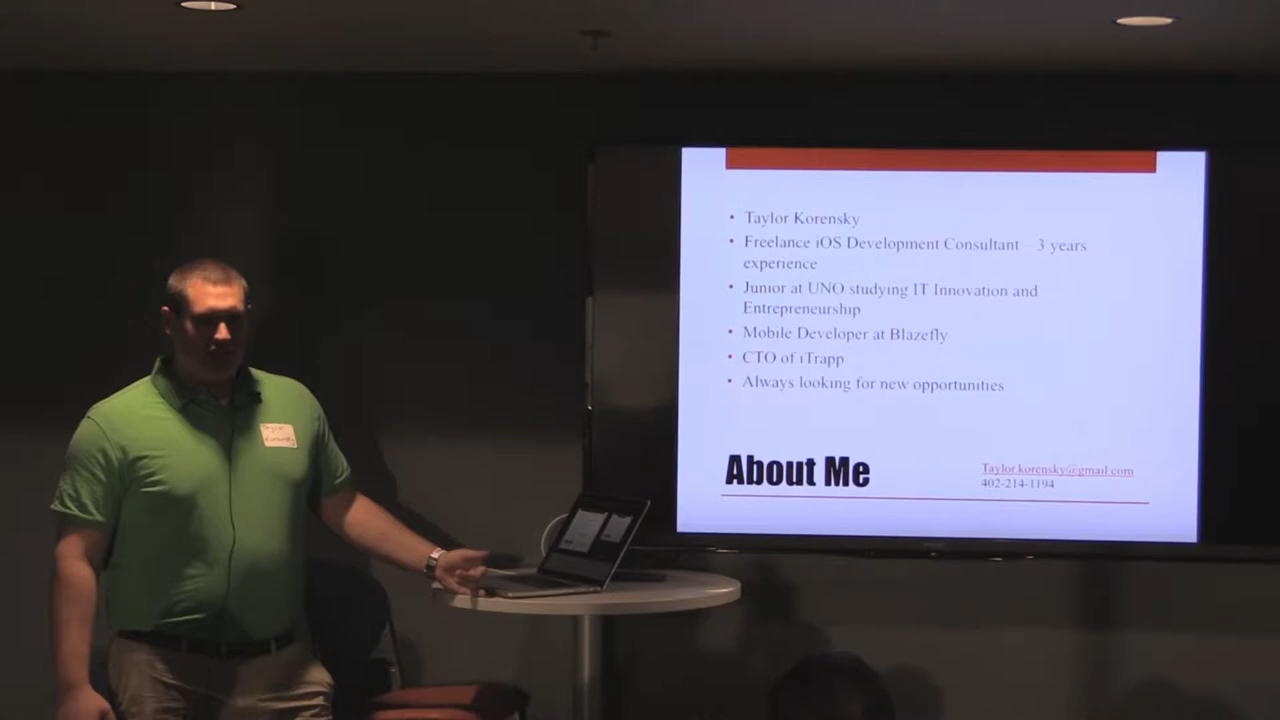 Taylor Korensky
Freelance iOS Development Consultant – 3 years
experience
Junior at UNO studying IT Innovation and
Entrepreneurship
Mobile Developer at Blazefly
CTO of iTrapp
Always looking for new opportunities
About Me
Taylor.korensky@gmail.com
402-214-1194
Taylor
Korensky